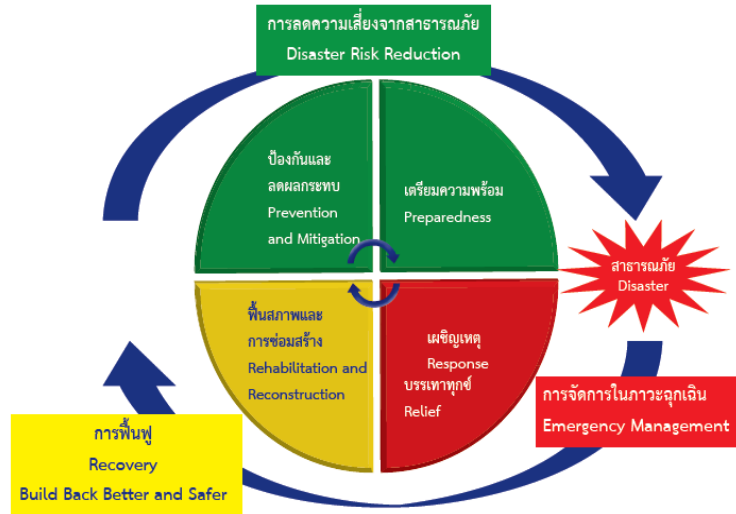 การลดความเสี่ยงจากสาธารณภัย
Disaster Risk Reduction
ป้องกันและ
ลดผลกระทบ
Prevention
and Mitigation
เตรียมความพร้อม
Preparedness
สาธารณภัย
Disaster
ฟื้นสภาพและ
การซ่อมสร้าง
Rehabilitation and
Reconstruction
เผชิญเหตุ
Response
บรรเทาทุกข์
Relief
การจัดการในภาวะฉุกเฉิน
Emergency Management
การฟื้นฟู
Recovery
Build Back Better and Safer